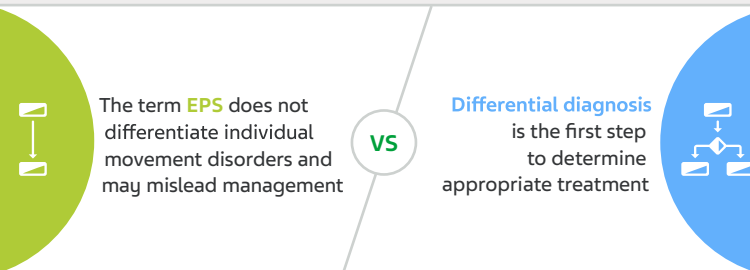 The term EPS does not
differentiate individual
movement disorders and
may mislead management
VS
Differential diagnosis
is the first step
to determine
appropriate treatment